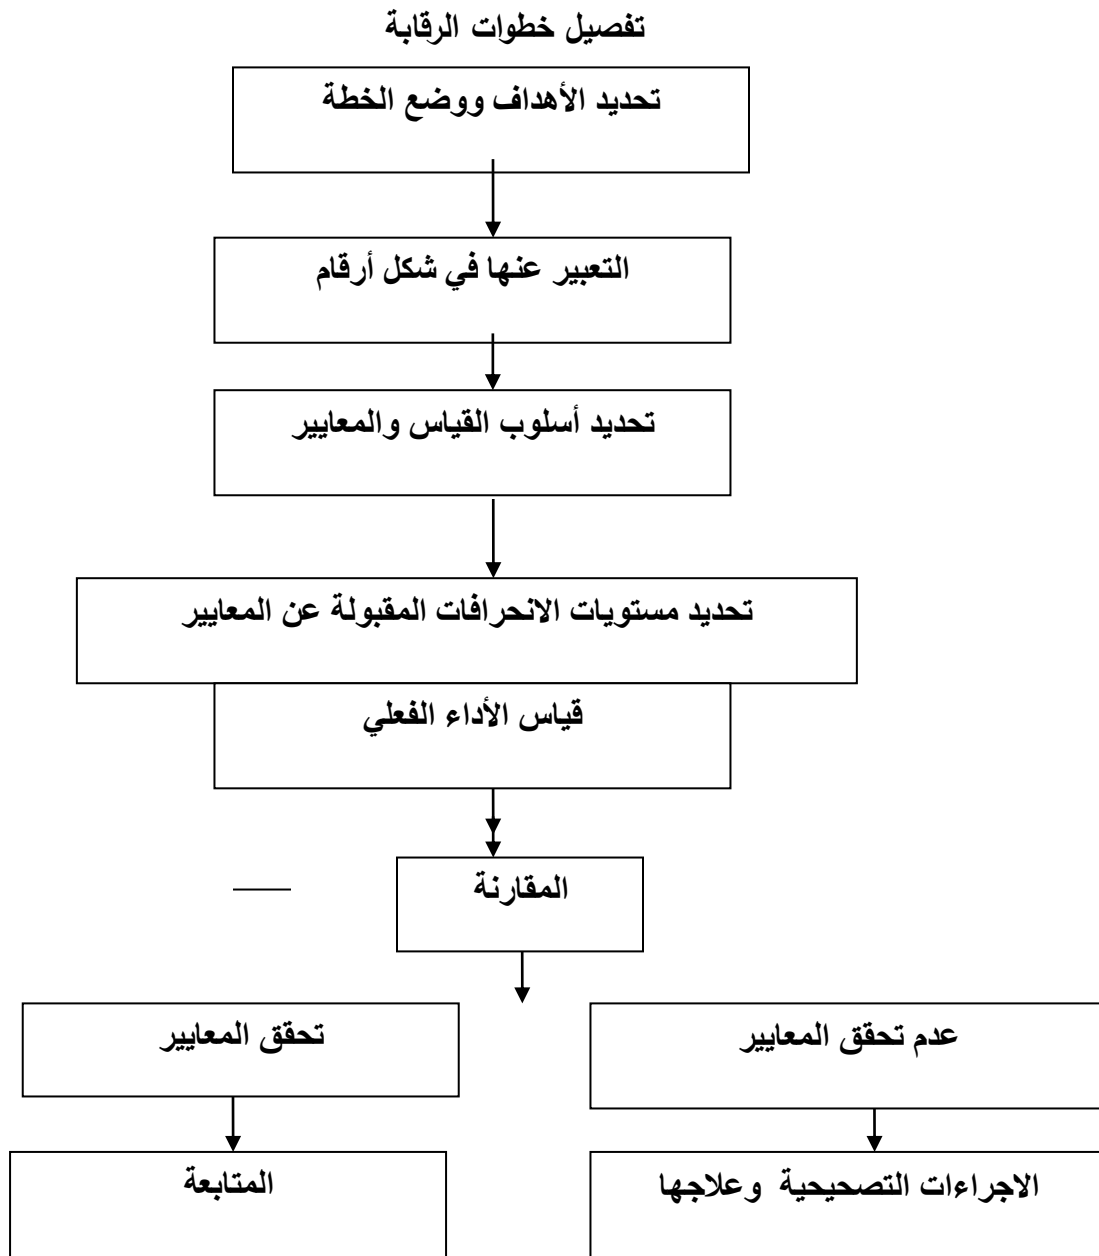 تفصيل خطوات الرقابة
تحديد الأهداف ووضع الخطة
التعبير عنها في شكل أرقام
تحديد أسلوب القياس والمعايير
تحديد مستويات الانحرافات المقبولة عن المعايير
قياس الأداء الفعلي
المقارنة
عدم تحقق المعايير
تحقق المعايير
الاجراءات التصحيحية وعلاجها
المتابعة